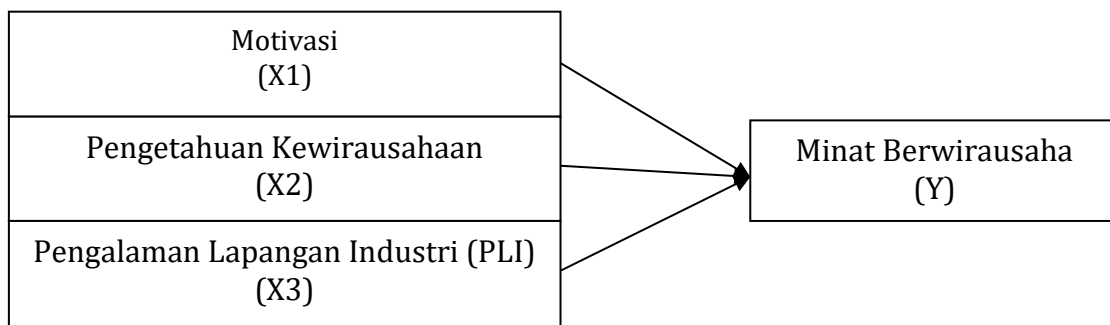 Motivasi
(X1)
Pengetahuan Kewirausahaan
(X2)
Pengalaman Lapangan Industri (PLI)
(X3)
Minat Berwirausaha
(Y)